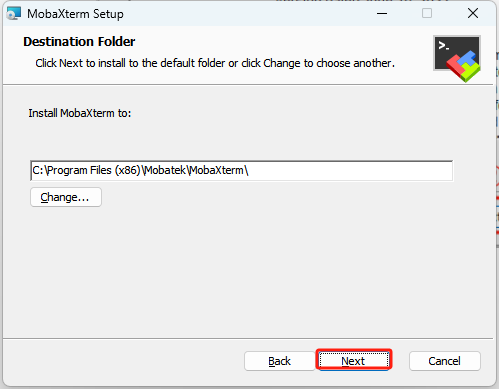 MobaXterm Setup
Destination Folder
Click Next to install to the default folder or click Change to choose another.
>_
Install MobaXterm to:
C:\Program Files (x86)\Mobatek\MobaXterm\
Change...
Back
Next
Cancel